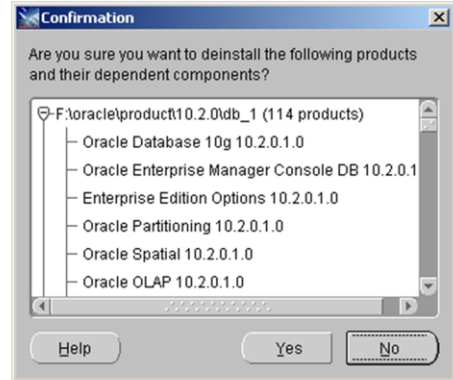 Confirmation
Are you sure you want to deinstall the following products
and their dependent components?
F:\oracle\product\10.2.0\db_1 (114 products)
Oracle Database 10g 10.2.0.1.0
Oracle Enterprise Manager Console DB 10.2.0.1
Enterprise Edition Options 10.2.0.1.0
Oracle Partitioning 10.2.0.1.0
Oracle Spatial 10.2.0.1.0
Oracle OLAP 10.2.0.1.0
Help Yes No